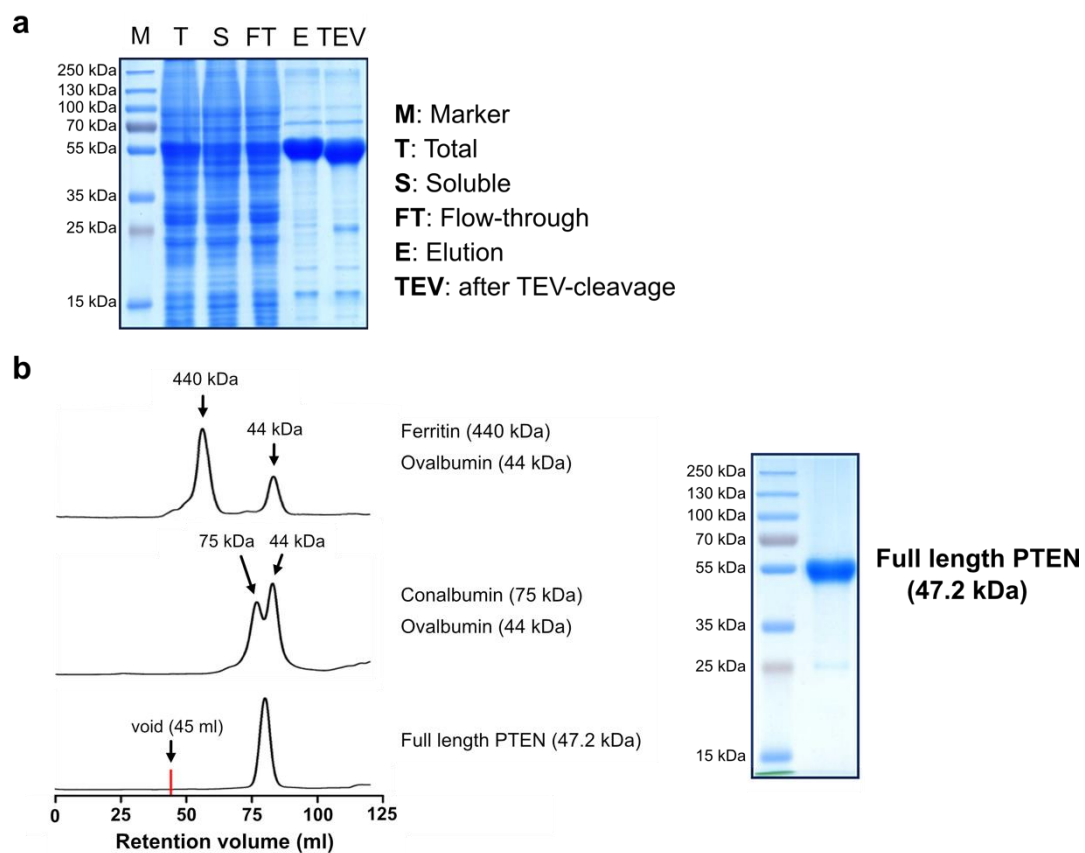 a
M T S FT E TEV
250 kDa
130 kDa
100 kDa
70 kDa
55 kDa
35 kDa
25 kDa
15 kDa
M: Marker
T: Total
S: Soluble
FT: Flow-through
E: Elution
TEV: after TEV-cleavage
b
440 kDa
44 kDa
Ferritin (440 kDa)
Ovalbumin (44 kDa)
75 kDa 44 kDa
Conalbumin (75 kDa)
Ovalbumin (44 kDa)
void (45 ml)
Full length PTEN (47.2 kDa)
0 25 50 75 100 125
Retention volume (ml)
250 kDa
130 kDa
100 kDa
70 kDa
55 kDa
35 kDa
25 kDa
15 kDa
Full length PTEN
(47.2 kDa)